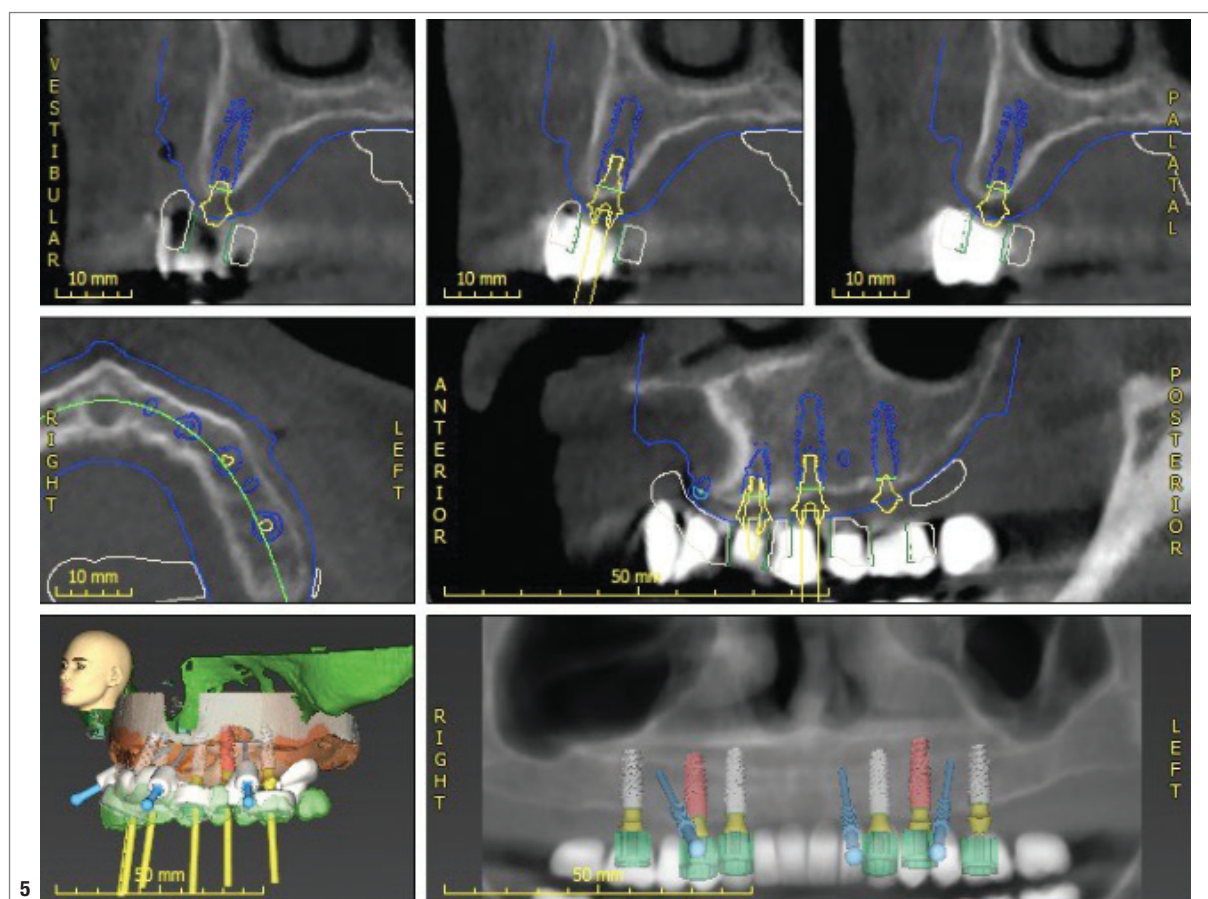 VESTIBULAR
10 mm
10 mm
PALATAL
10 mm
RIGHT
LEFT
10 mm
ANTERIOR
POSTERIOR
50 mm
50 mm
RIGHT
LEFT
50 mm
5